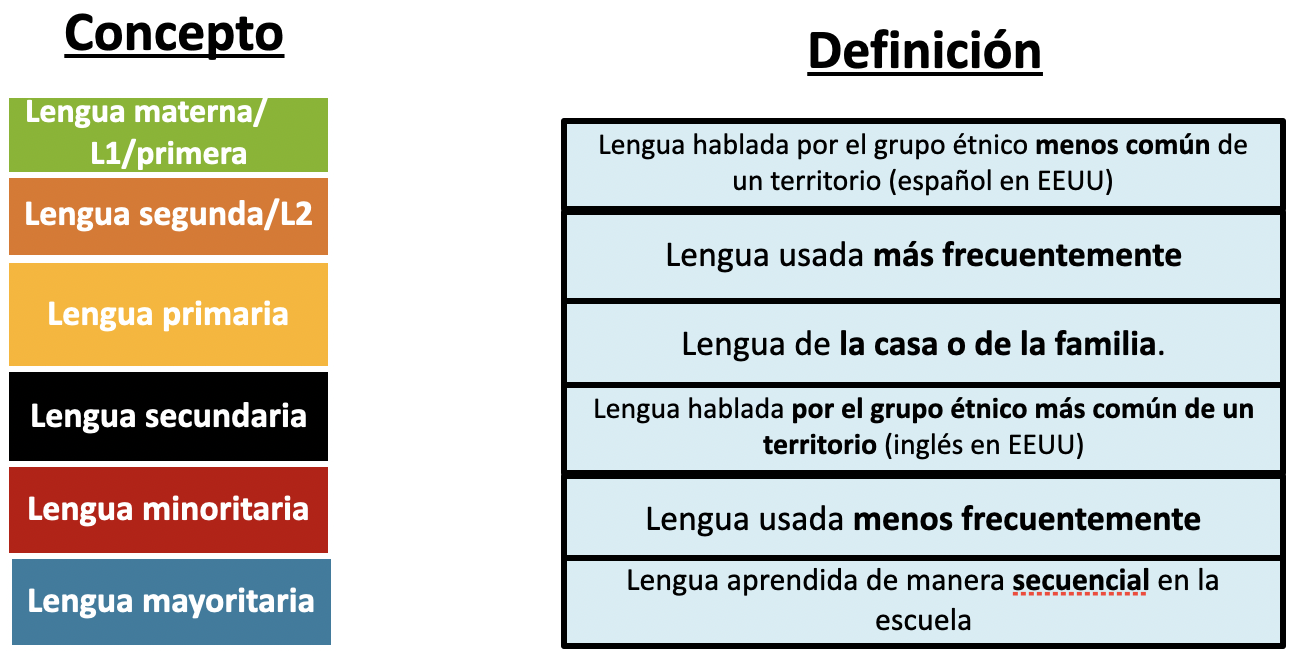 Concepto
Definición
Lengua materna/
L1/primera
Lengua segunda/L2
Lengua primaria
Lengua secundaria
Lengua minoritaria
Lengua mayoritaria
Lengua hablada por el grupo étnico menos común de
un territorio (español en EEUU)
Lengua usada más frecuentemente
Lengua de la casa o de la familia.
Lengua hablada por el grupo étnico más común de un
territorio (inglés en EEUU)
Lengua usada menos frecuentemente
Lengua aprendida de manera secuencial en la
escuela